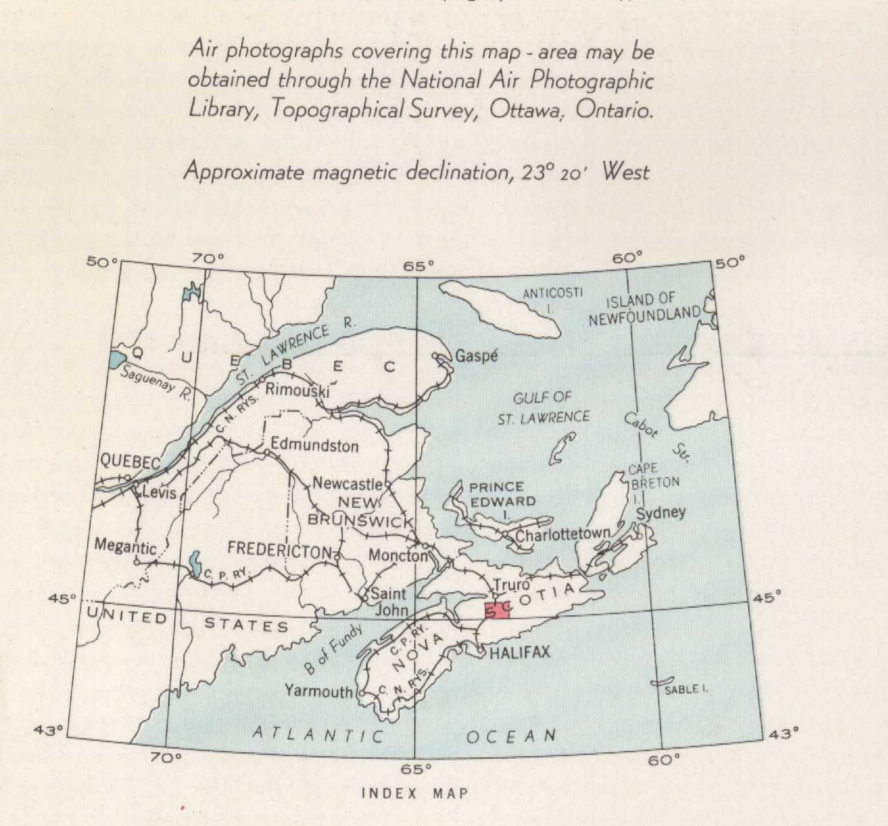 Air photographs covering this map - area may be
obtained through the National Air Photographic
Library, Topographical Survey, Ottawa, Ontario.
Approximate magnetic declination, 23° 20' West
50° 70° 65° 60° 50°
ANTICOSTI
I.
ISLAND OF
NEWFOUNDLAND
ST. LAWRENCE R.
QUEBEC
Gaspé
Saguenay R.
Rimouski
C. N. RYS.
GULF OF
ST. LAWRENCE
Cabot Str.
Edmundston
QUEBEC
Levis
CAPE
BRETON
I.
Newcastle
PRINCE
EDWARD
I.
Sydney
NEW
BRUNSWICK
Charlottetown
Megantic
FREDERICTON
Moncton
C. P. RY.
Truro
45° 45°
Saint
John
SCOTIA
UNITED STATES
B of Fundy
C. P. RY.
NOVA
HALIFAX
Yarmouth
C. N. RYS.
SABLE I.
43° 43°
ATLANTIC OCEAN
70° 65° 60°
INDEX MAP